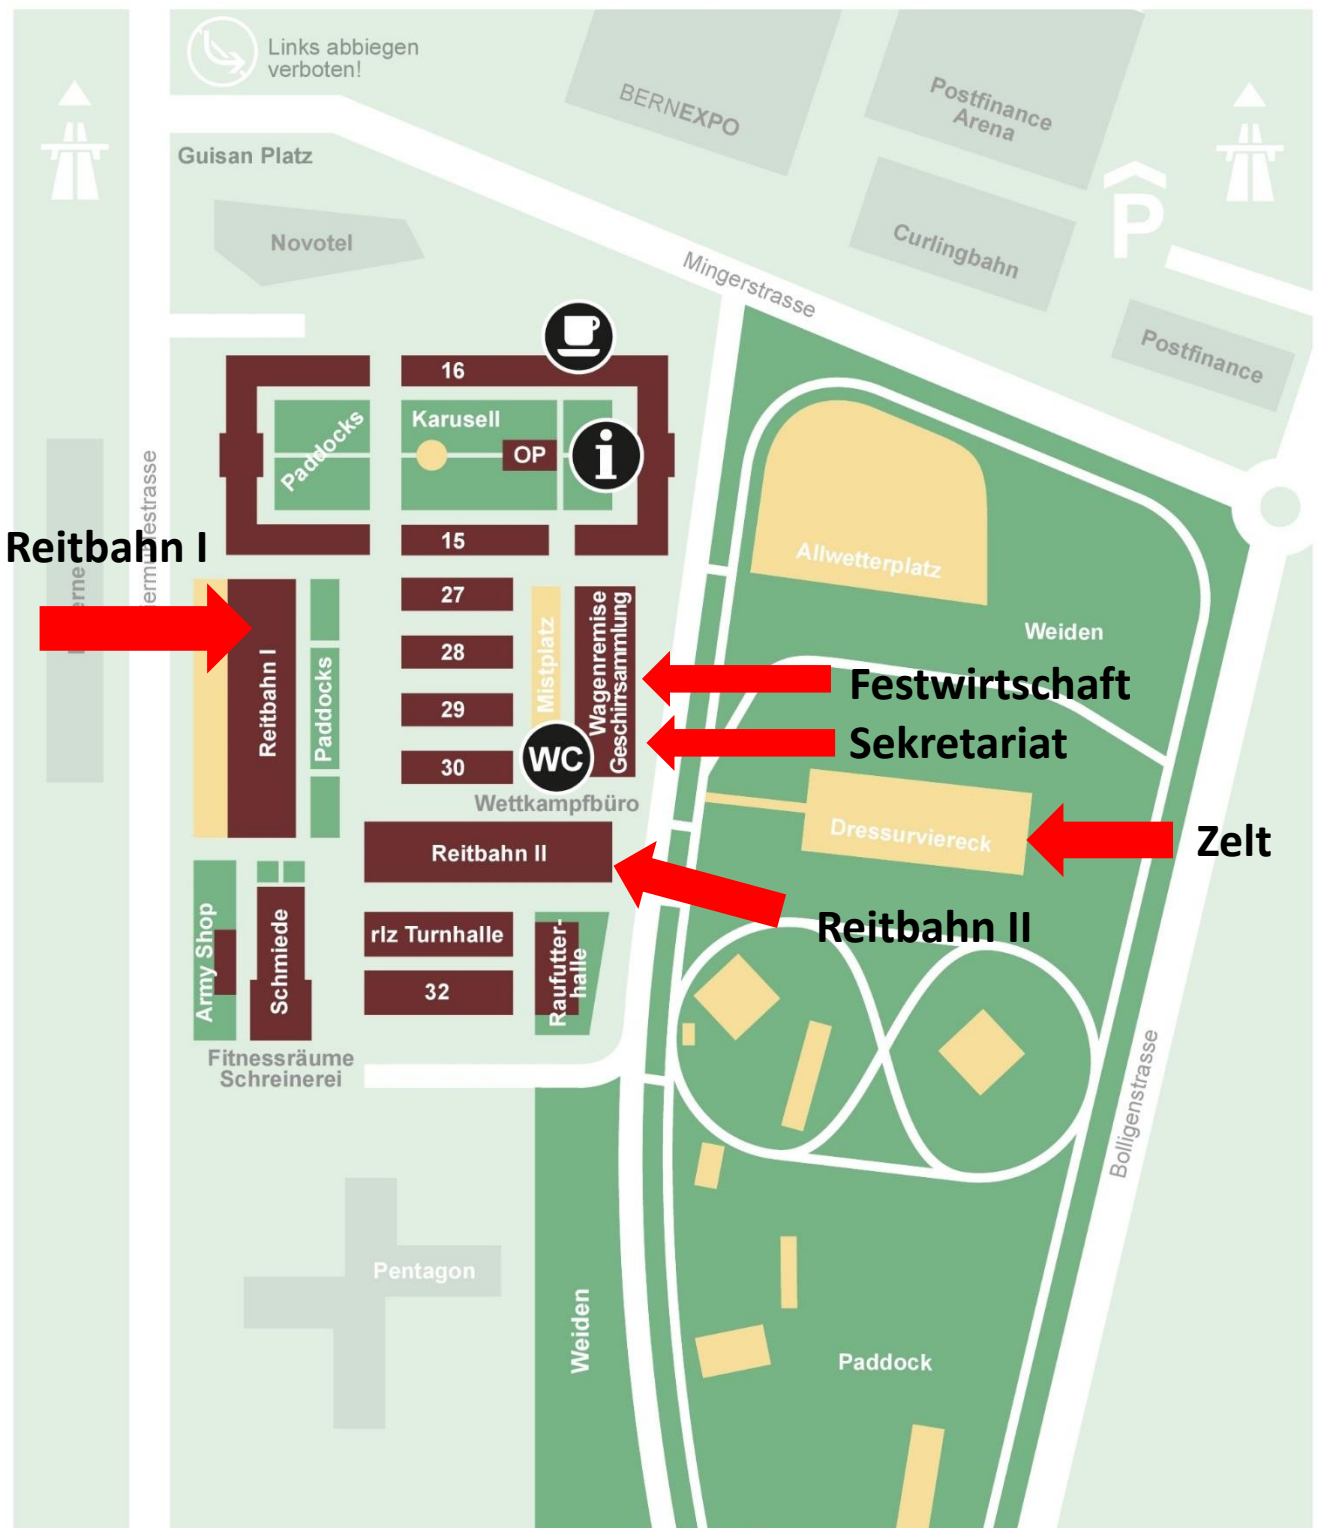 Links abbiegen
verboten!
BERNEXPO
Postfinance
Arena
Guisan Platz
P
Novotel
Curlingbahn
Mingerstrasse
Postfinance
16
Paddocks
Karusell
OP
i
15
Reitbahn I
Allwetterplatz
27
28
29
30
Mistplatz
Wagenremise
Geschirrsammlung
Weiden
Reitbahn I
Paddocks
Festwirtschaft
Sekretariat
WC
Wettkampfbüro
Dressurviereck
Zelt
Reitbahn II
Reitbahn II
Army Shop
Schmiede
rlz Turnhalle
32
Raufutter-
halle
Fitnessräume
Schreinerei
Bolligenstrasse
Pentagon
Weiden
Paddock